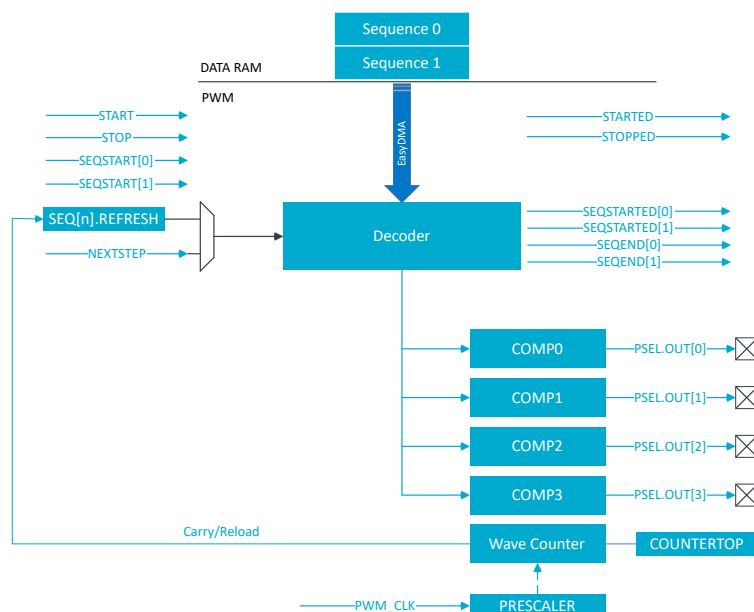 Sequence 0
Sequence 1
DATA RAM
PWM
START
STOP
SEQSTART[0]
SEQSTART[1]
EasyDMA
STARTED
STOPPED
SEQ[n].REFRESH
NEXTSTEP
Decoder
SEQSTARTED[0]
SEQSTARTED[1]
SEQEND[0]
SEQEND[1]
COMP0
PSEL.OUT[0]
COMP1
PSEL.OUT[1]
COMP2
PSEL.OUT[2]
COMP3
PSEL.OUT[3]
Carry/Reload
Wave Counter
COUNTERTOP
PWM_CLK
PRESCALER